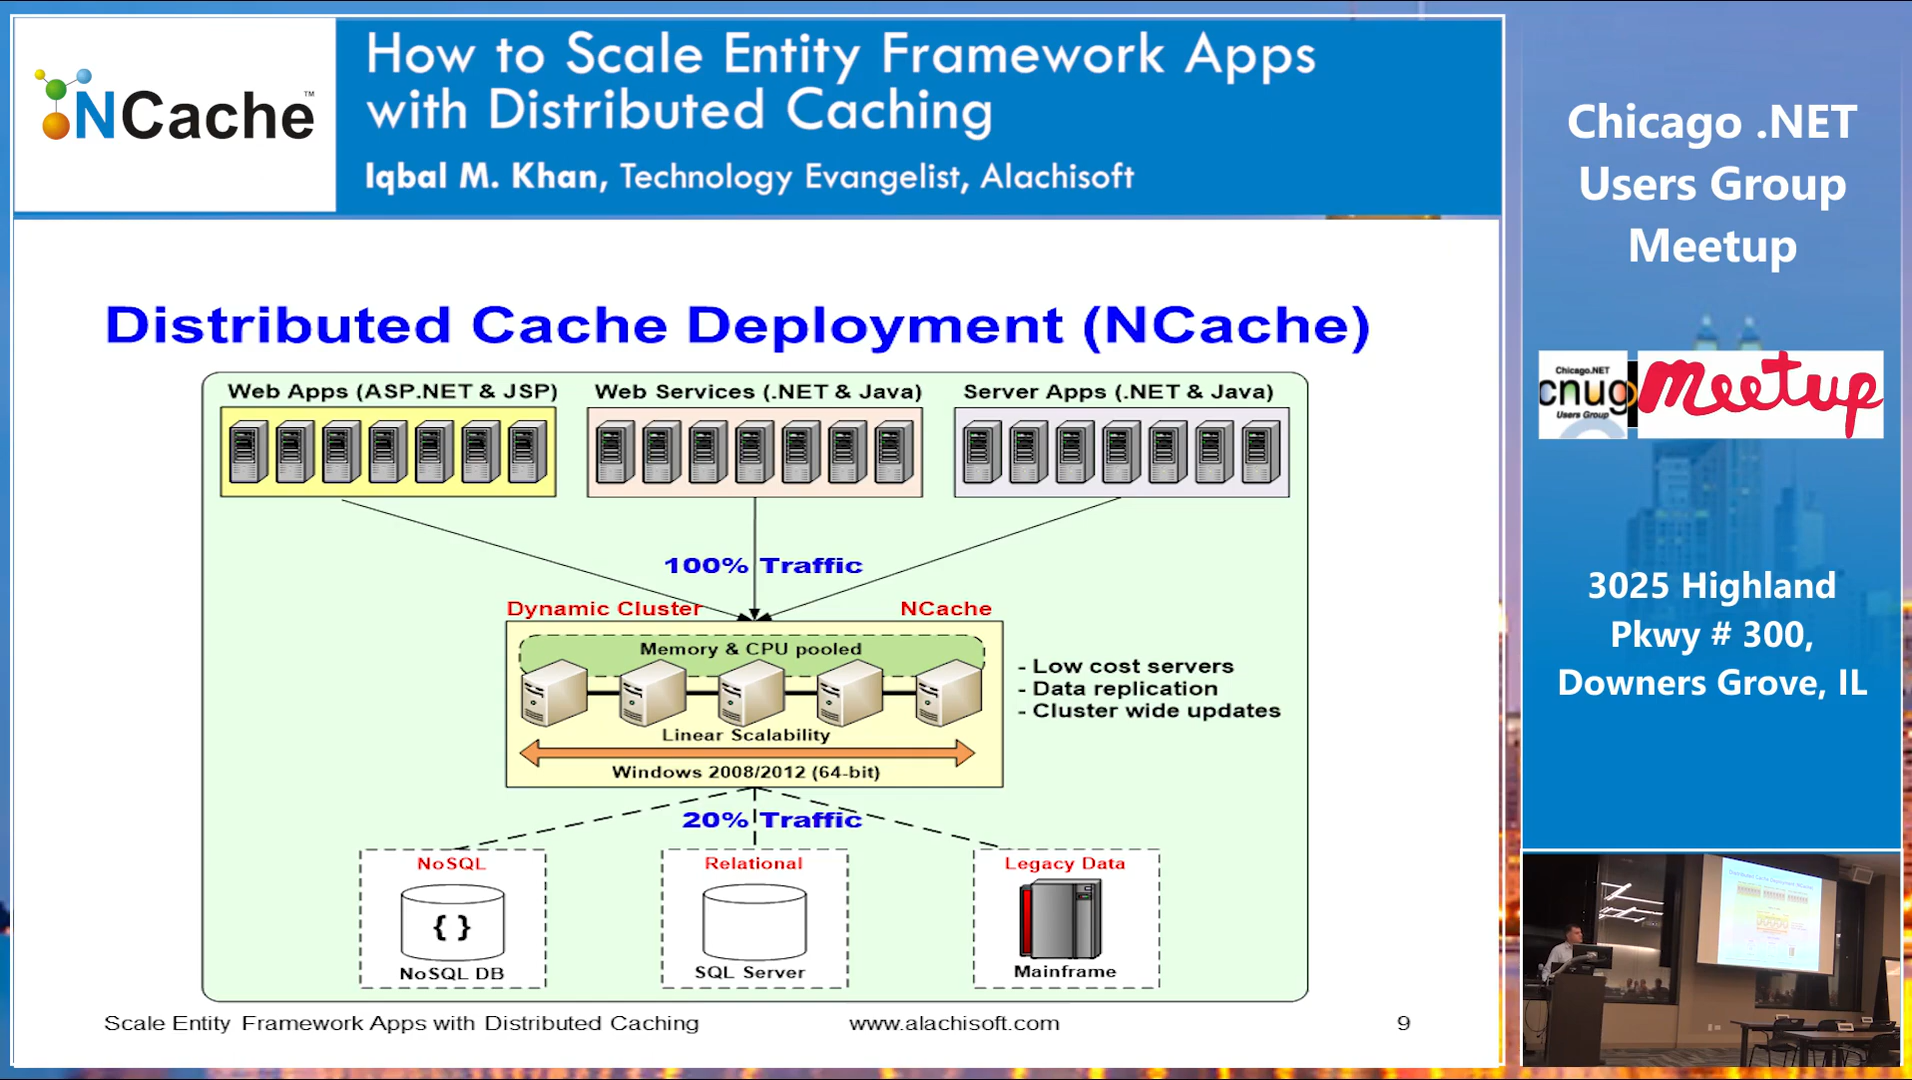 NCache™
How to Scale Entity Framework Apps
with Distributed Caching
Iqbal M. Khan, Technology Evangelist, Alachisoft
Distributed Cache Deployment (NCache)
Web Apps (ASP.NET & JSP)
Web Services (.NET & Java)
Server Apps (.NET & Java)
100% Traffic
Dynamic Cluster
NCache
Memory & CPU pooled
Linear Scalability
Windows 2008/2012 (64-bit)
- Low cost servers
- Data replication
- Cluster wide updates
20% Traffic
NoSQL
{ }
NoSQL DB
Relational
SQL Server
Legacy Data
Mainframe
Scale Entity Framework Apps with Distributed Caching
www.alachisoft.com
9
Chicago .NET
Users Group
Meetup
Chicago.NET
cnug
Users Group
Meetup
3025 Highland
Pkwy # 300,
Downers Grove, IL
Distributed Cache Deployment (NCache)